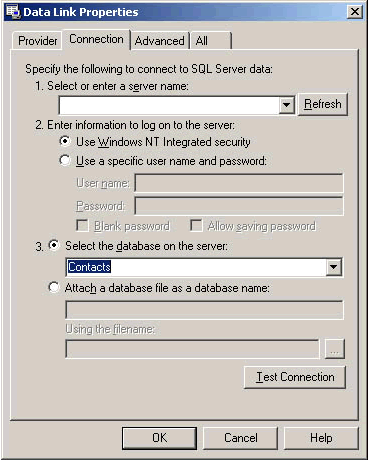 Data Link Properties
Provider Connection Advanced All
Specify the following to connect to SQL Server data:
1. Select or enter a server name:
Refresh
2. Enter information to log on to the server:
Use Windows NT Integrated security
Use a specific user name and password:
User name:
Password:
Blank password Allow saving password
3. Select the database on the server:
Contacts
Attach a database file as a database name:
Using the filename:
...
Test Connection
OK Cancel Help